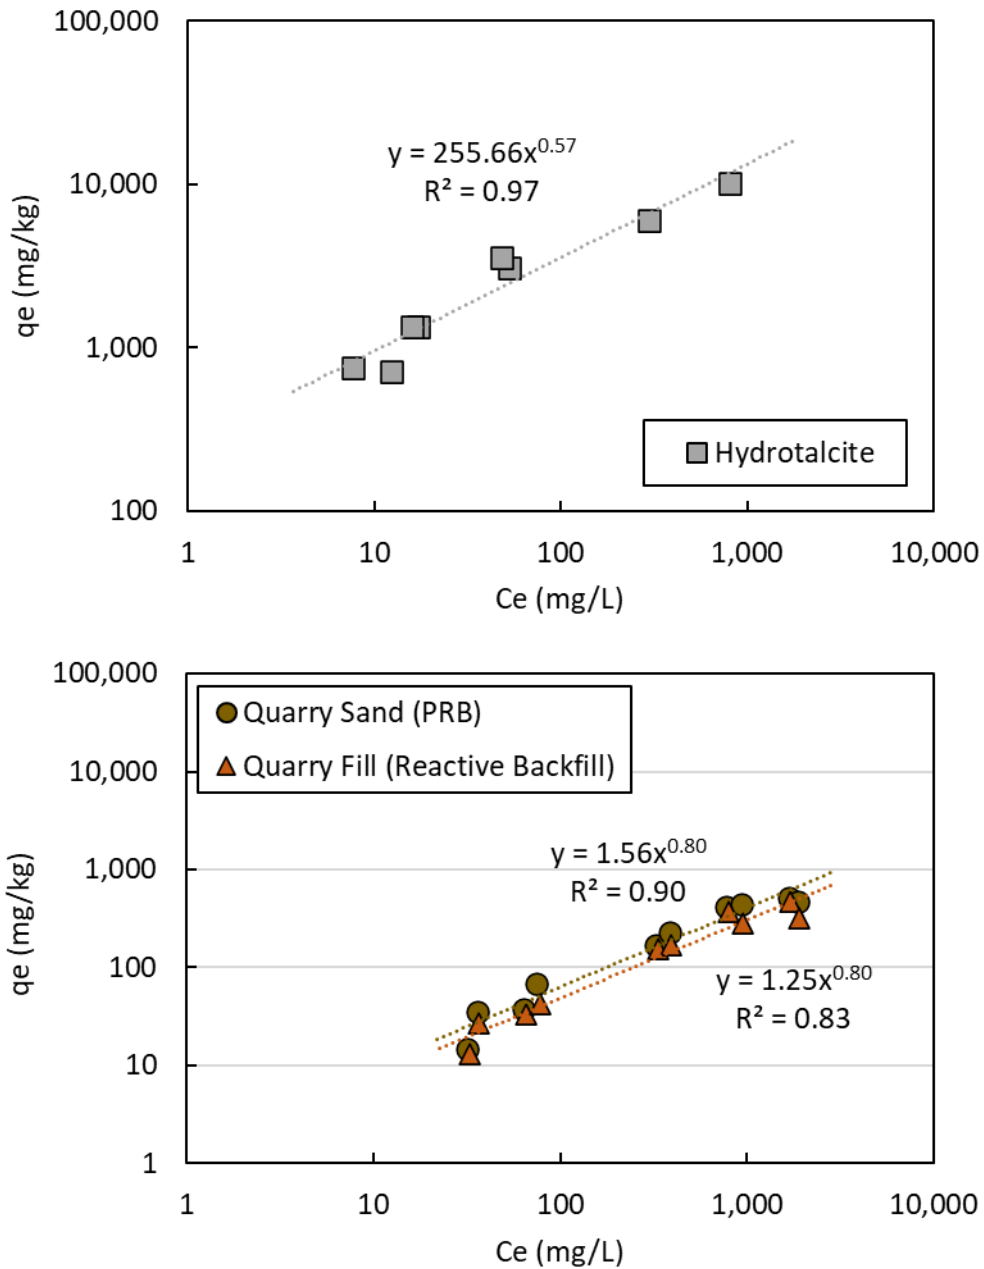 100,000
10,000
1,000
100
qe (mg/kg)
y = 255.66x^0.57
R² = 0.97
Hydrotalcite
1 10 100 1,000 10,000
Ce (mg/L)
100,000
10,000
1,000
100
10
1
qe (mg/kg)
Quarry Sand (PRB)
Quarry Fill (Reactive Backfill)
y = 1.56x^0.80
R² = 0.90
y = 1.25x^0.80
R² = 0.83
1 10 100 1,000 10,000
Ce (mg/L)